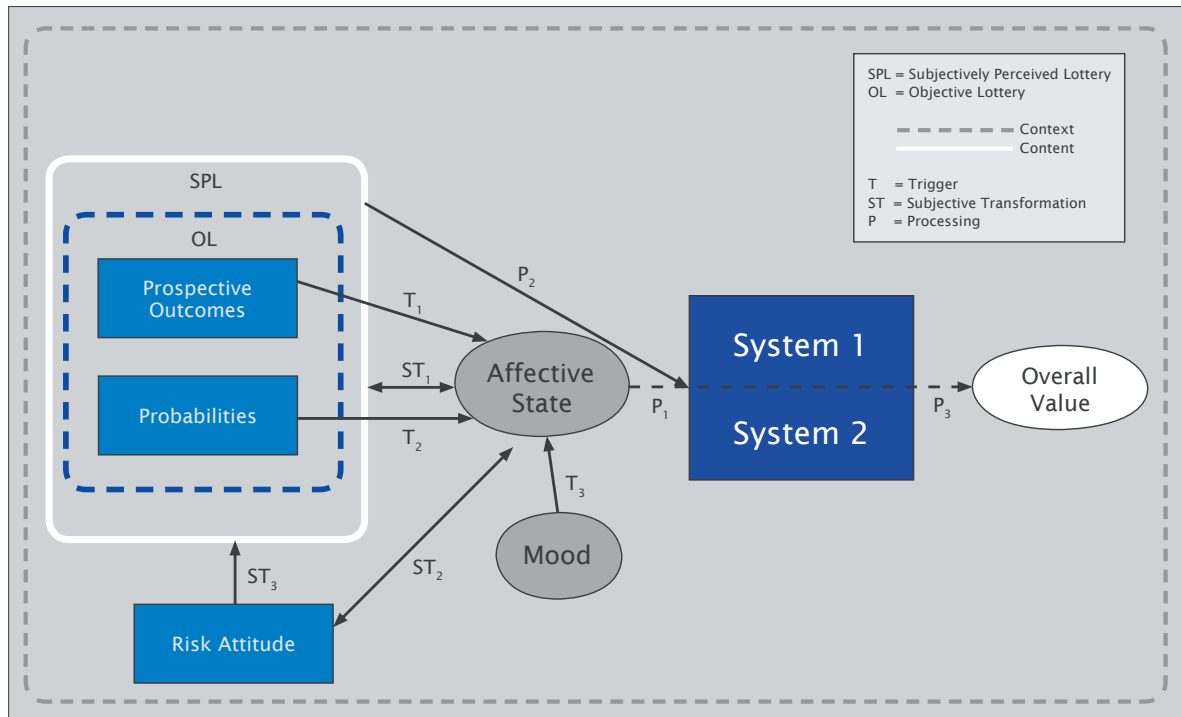 SPL = Subjectively Perceived Lottery
OL = Objective Lottery
Context
Content
T = Trigger
ST = Subjective Transformation
P = Processing
SPL
OL
Prospective
Outcomes
Probabilities
Risk Attitude
T₁
ST₁
T₂
ST₃
ST₂
T₃
P₂
Affective
State
Mood
P₁
System 1
System 2
P₃
Overall
Value